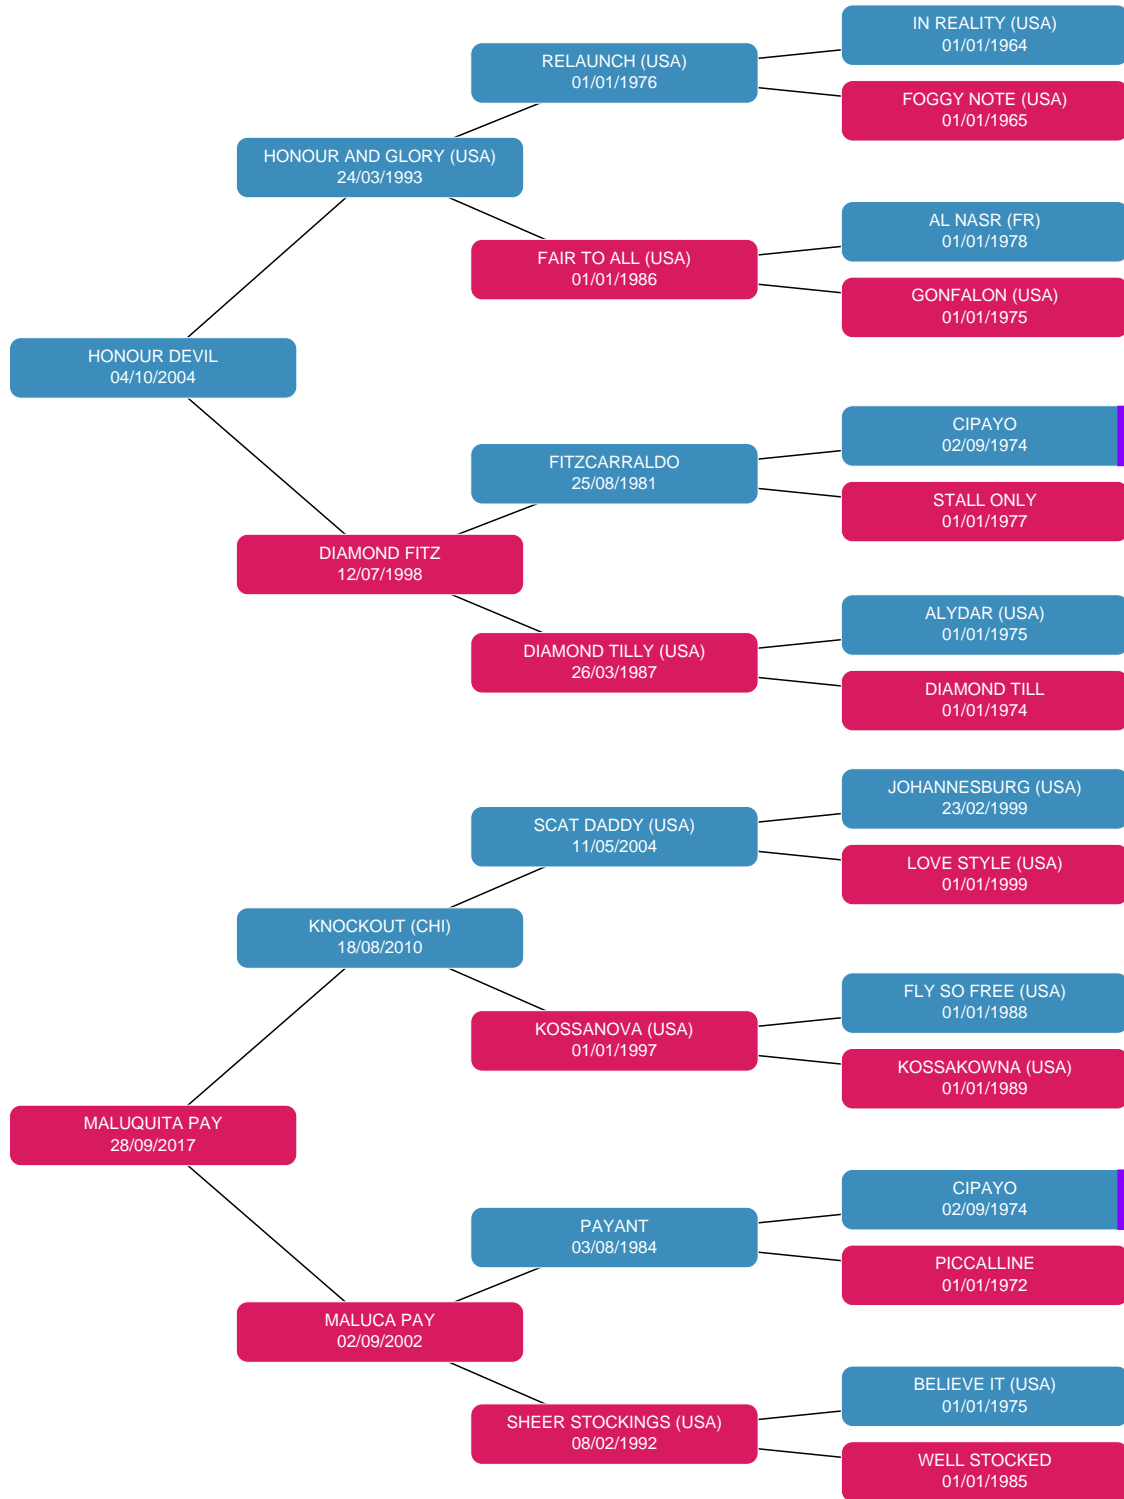 IN REALITY (USA)
01/01/1964
RELAUNCH (USA)
01/01/1976
FOGGY NOTE (USA)
01/01/1965
HONOUR AND GLORY (USA)
24/03/1993
AL NASR (FR)
01/01/1978
FAIR TO ALL (USA)
01/01/1986
GONFALON (USA)
01/01/1975
HONOUR DEVIL
04/10/2004
CIPAYO
02/09/1974
FITZCARRALDO
25/08/1981
STALL ONLY
01/01/1977
DIAMOND FITZ
12/07/1998
ALYDAR (USA)
01/01/1975
DIAMOND TILLY (USA)
26/03/1987
DIAMOND TILL
01/01/1974
JOHANNESBURG (USA)
23/02/1999
SCAT DADDY (USA)
11/05/2004
LOVE STYLE (USA)
01/01/1999
KNOCKOUT (CHI)
18/08/2010
FLY SO FREE (USA)
01/01/1988
KOSSANOVA (USA)
01/01/1997
KOSSAKOWNA (USA)
01/01/1989
MALUQUITA PAY
28/09/2017
CIPAYO
02/09/1974
PAYANT
03/08/1984
PICCALLINE
01/01/1972
MALUCA PAY
02/09/2002
BELIEVE IT (USA)
01/01/1975
SHEER STOCKINGS (USA)
08/02/1992
WELL STOCKED
01/01/1985